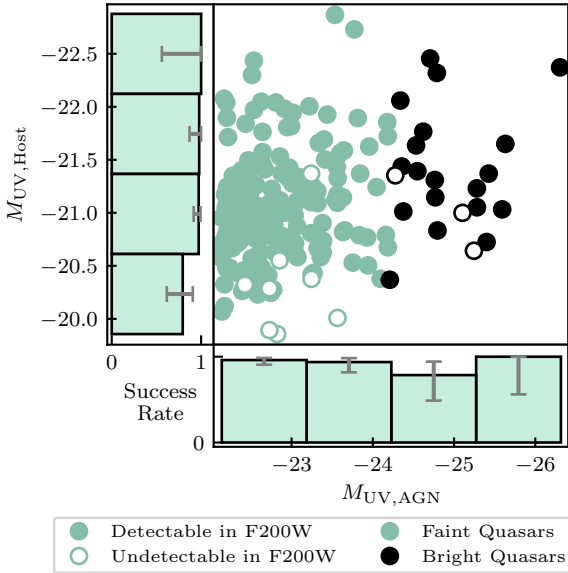 −22.5
−22.0
−21.5
−21.0
−20.5
−20.0
M_UV,Host
0
1
Success
Rate
1
0
−23
−24
−25
−26
M_UV,AGN
Detectable in F200W
Undetectable in F200W
Faint Quasars
Bright Quasars